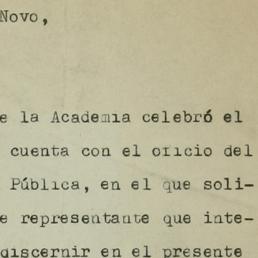 Novo,
e la Academia celebró el
cuenta con el oficio del
Pública, en el que soli-
e representante que inte-
discernir en el presente